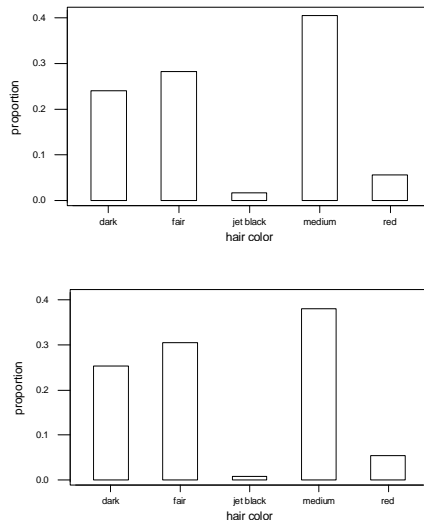 0.4
0.3
0.2
0.1
0.0
proportion
dark fair jet black medium red
hair color
0.4
0.3
0.2
0.1
0.0
proportion
dark fair jet black medium red
hair color